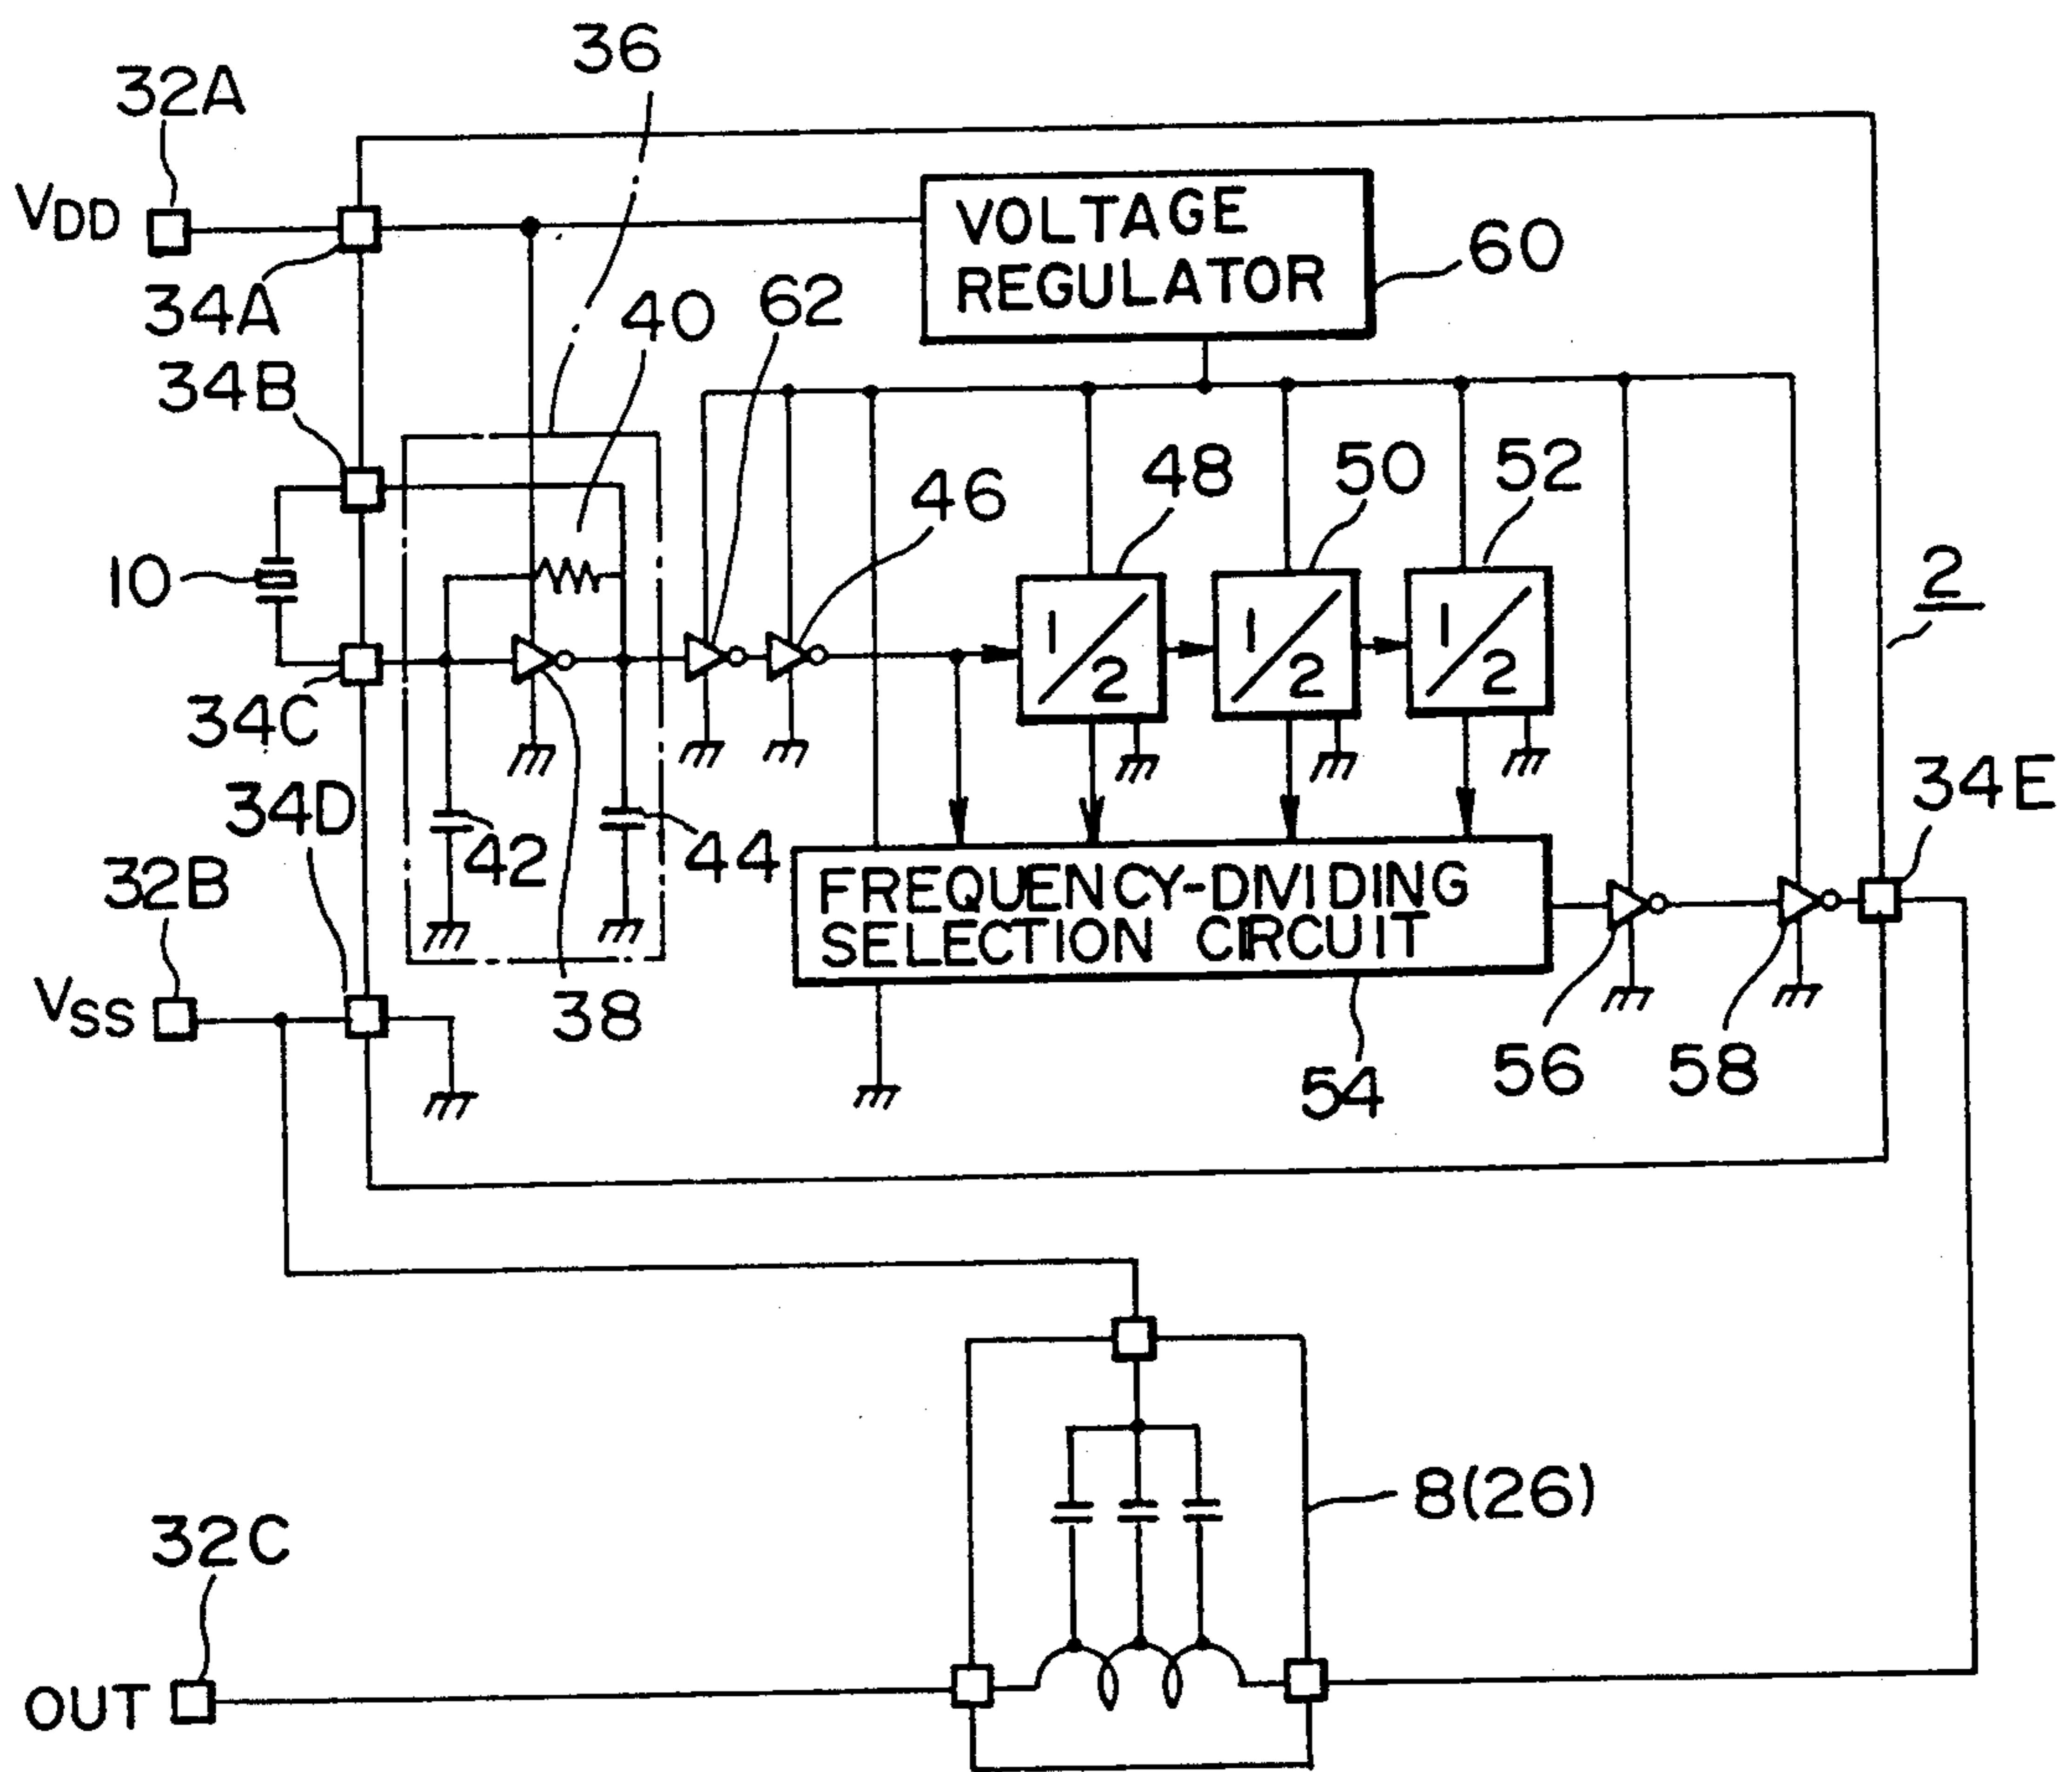 36
32A
VDD
VOLTAGE
REGULATOR
60
34A
40
62
34B
46
48
50
52
10
2
1/2
1/2
1/2
34C
34D
34E
42
44
32B
FREQUENCY-DIVIDING
SELECTION CIRCUIT
VSS
38
54
56
58
8(26)
32C
OUT